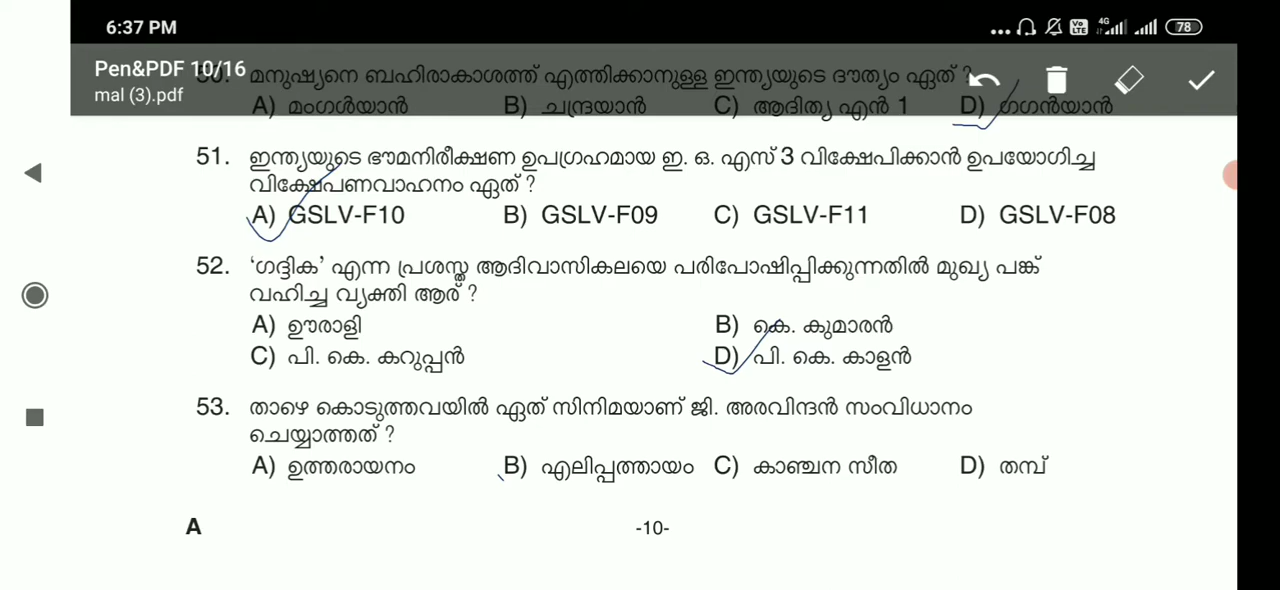 6:37 PM
4G
Vo LTE
78
Pen&PDF 10/16
mal (3).pdf
50. മനുഷ്യനെ ബഹിരാകാശത്ത് എത്തിക്കാനുള്ള ഇന്ത്യയുടെ ദൗത്യം ഏത് ?
A) മംഗൾയാൻ B) ചന്ദ്രയാൻ C) ആദിത്യ എൻ 1 D) ഗഗൻയാൻ
51. ഇന്ത്യയുടെ ഭൗമനിരീക്ഷണ ഉപഗ്രഹമായ ഇ. ഒ. എസ് 3 വിക്ഷേപിക്കാൻ ഉപയോഗിച്ച
വിക്ഷേപണവാഹനം ഏത് ?
A) GSLV-F10 B) GSLV-F09 C) GSLV-F11 D) GSLV-F08
52. ‘ഗദ്ദിക’ എന്ന പ്രശസ്ത ആദിവാസികലയെ പരിപോഷിപ്പിക്കുന്നതിൽ മുഖ്യ പങ്ക്
വഹിച്ച വ്യക്തി ആര് ?
A) ഊരാളി B) കെ. കുമാരൻ
C) പി. കെ. കറുപ്പൻ D) പി. കെ. കാളൻ
53. താഴെ കൊടുത്തവയിൽ ഏത് സിനിമയാണ് ജി. അരവിന്ദൻ സംവിധാനം
ചെയ്യാത്തത് ?
A) ഉത്തരായനം B) എലിപ്പത്തായം C) കാഞ്ചന സീത D) തമ്പ്
A -10-